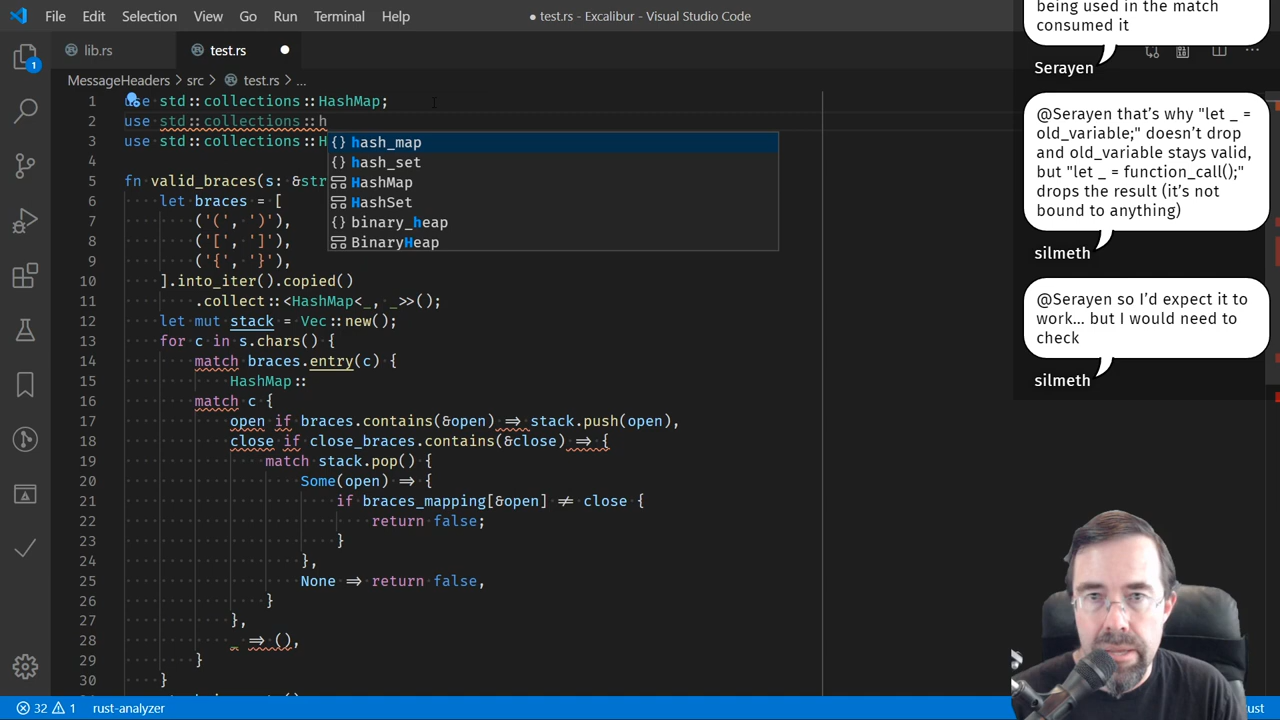 File Edit Selection View Go Run Terminal Help
● test.rs - Excalibur - Visual Studio Code
lib.rs
test.rs ●
MessageHeaders › src › test.rs › ...
1 use std::collections::HashMap;
2 use std::collections::h
3 use std::collections::H
4
5 fn valid_braces(s: &str
6 let braces = [
7 ('(', ')'),
8 ('[', ']'),
9 ('{', '}'),
10 ].into_iter().copied()
11 .collect::<HashMap<_, _>>();
12 let mut stack = Vec::new();
13 for c in s.chars() {
14 match braces.entry(c) {
15 HashMap::
16 match c {
17 open if braces.contains(&open) => stack.push(open),
18 close if close_braces.contains(&close) => {
19 match stack.pop() {
20 Some(open) => {
21 if braces_mapping[&open] != close {
22 return false;
23 }
24 },
25 None => return false,
26 }
27 },
28 _ => (),
29 }
30 }
{} hash_map
{} hash_set
HashMap
HashSet
{} binary_heap
BinaryHeap
1
being used in the match
consumed it
Serayen
@Serayen that's why "let _ =
old_variable;" doesn't drop
and old_variable stays valid,
but "let _ = function_call();"
drops the result (it's not
bound to anything)
silmeth
@Serayen so I'd expect it to
work... but I would need to
check
silmeth
32 1 rust-analyzer